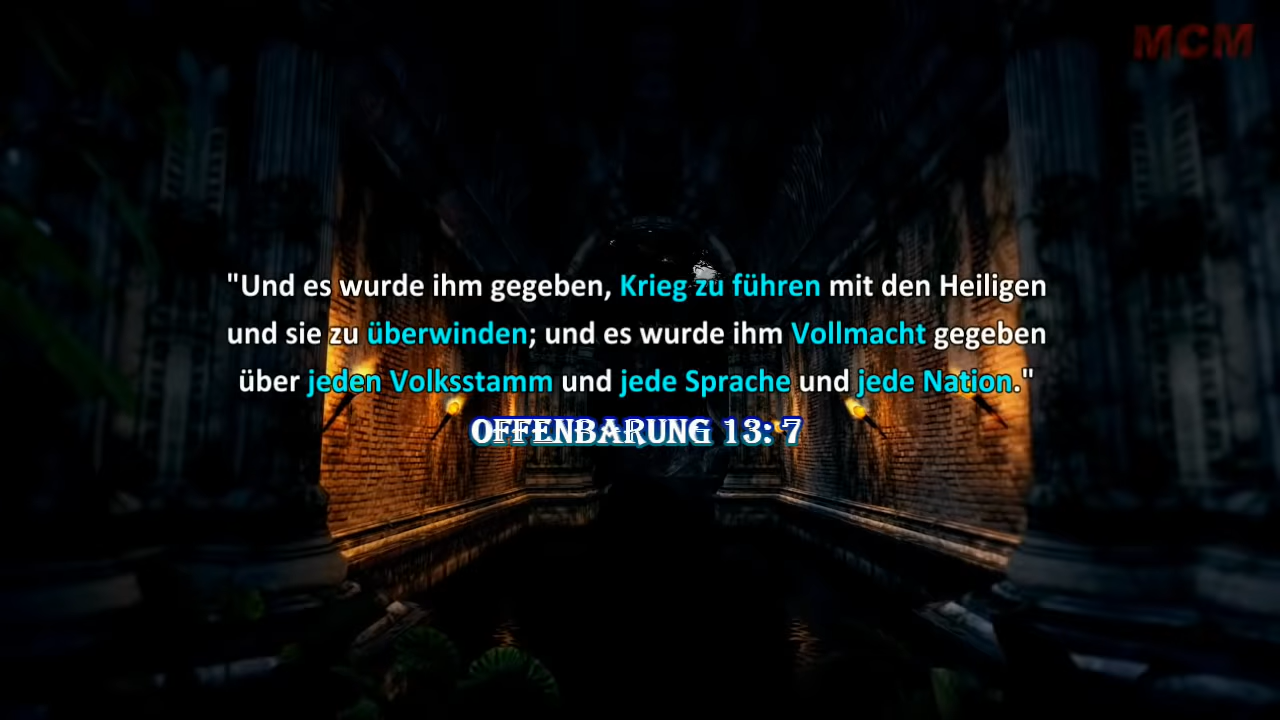 MCM
"Und es wurde ihm gegeben, Krieg zu führen mit den Heiligen
und sie zu überwinden; und es wurde ihm Vollmacht gegeben
über jeden Volksstamm und jede Sprache und jede Nation."
OFFENBARUNG 13: 7